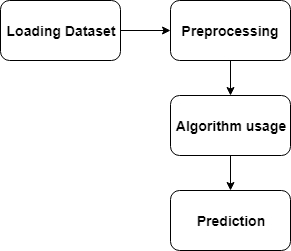 Loading Dataset
Preprocessing
Algorithm usage
Prediction